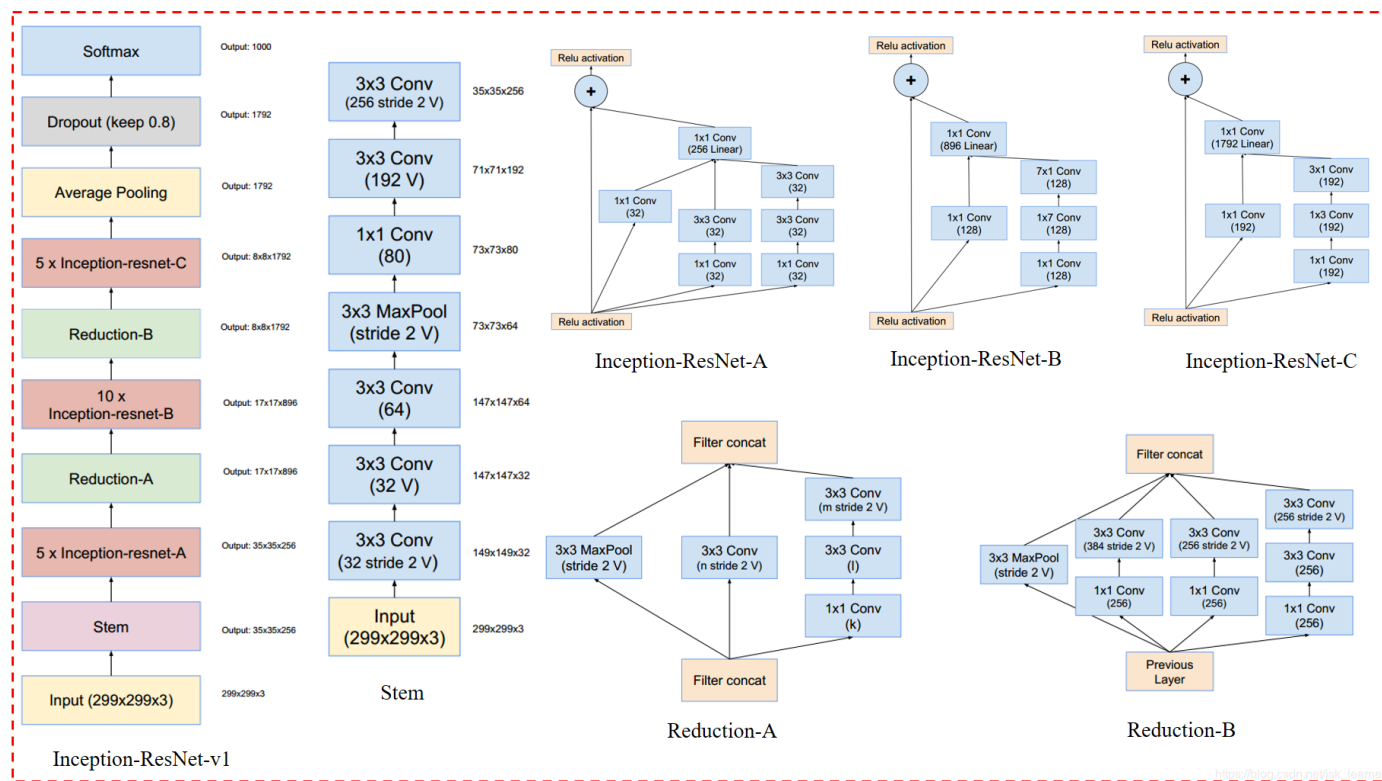 Softmax
Output: 1000
Dropout (keep 0.8)
Output: 1792
Average Pooling
Output: 1792
5 x Inception-resnet-C
Output: 8x8x1792
Reduction-B
Output: 8x8x1792
10 x
Inception-resnet-B
Output: 17x17x896
Reduction-A
Output: 17x17x896
5 x Inception-resnet-A
Output: 35x35x256
Stem
Output: 35x35x256
Input (299x299x3)
299x299x3
Inception-ResNet-v1
3x3 Conv
(256 stride 2 V)
35x35x256
3x3 Conv
(192 V)
71x71x192
1x1 Conv
(80)
73x73x80
3x3 MaxPool
(stride 2 V)
73x73x64
3x3 Conv
(64)
147x147x64
3x3 Conv
(32 V)
147x147x32
3x3 Conv
(32 stride 2 V)
149x149x32
Input
(299x299x3)
299x299x3
Stem
Relu activation
+
1x1 Conv
(256 Linear)
1x1 Conv
(32)
3x3 Conv
(32)
1x1 Conv
(32)
3x3 Conv
(32)
3x3 Conv
(32)
1x1 Conv
(32)
Relu activation
Inception-ResNet-A
Relu activation
+
1x1 Conv
(896 Linear)
1x1 Conv
(128)
7x1 Conv
(128)
1x7 Conv
(128)
1x1 Conv
(128)
Relu activation
Inception-ResNet-B
Relu activation
+
1x1 Conv
(1792 Linear)
1x1 Conv
(192)
3x1 Conv
(192)
1x3 Conv
(192)
1x1 Conv
(192)
Relu activation
Inception-ResNet-C
Filter concat
3x3 MaxPool
(stride 2 V)
3x3 Conv
(n stride 2 V)
3x3 Conv
(m stride 2 V)
3x3 Conv
(l)
1x1 Conv
(k)
Filter concat
Reduction-A
Filter concat
3x3 MaxPool
(stride 2 V)
3x3 Conv
(384 stride 2 V)
1x1 Conv
(256)
3x3 Conv
(256 stride 2 V)
1x1 Conv
(256)
3x3 Conv
(256 stride 2 V)
3x3 Conv
(256)
1x1 Conv
(256)
Previous
Layer
Reduction-B